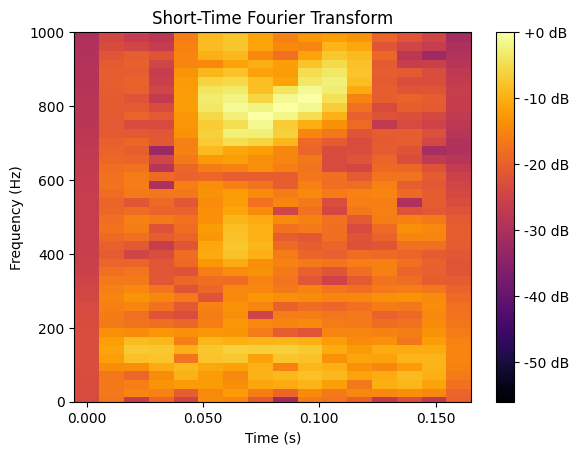 Short-Time Fourier Transform
1000
800
600
400
200
0
Frequency (Hz)
0.000
0.050
0.100
0.150
Time (s)
+0 dB
-10 dB
-20 dB
-30 dB
-40 dB
-50 dB